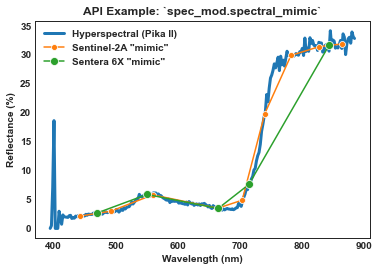 API Example: `spec_mod.spectral_mimic`
Hyperspectral (Pika II)
Sentinel-2A "mimic"
Sentera 6X "mimic"
Reflectance (%)
35
30
25
20
15
10
5
0
400 500 600 700 800 900
Wavelength (nm)